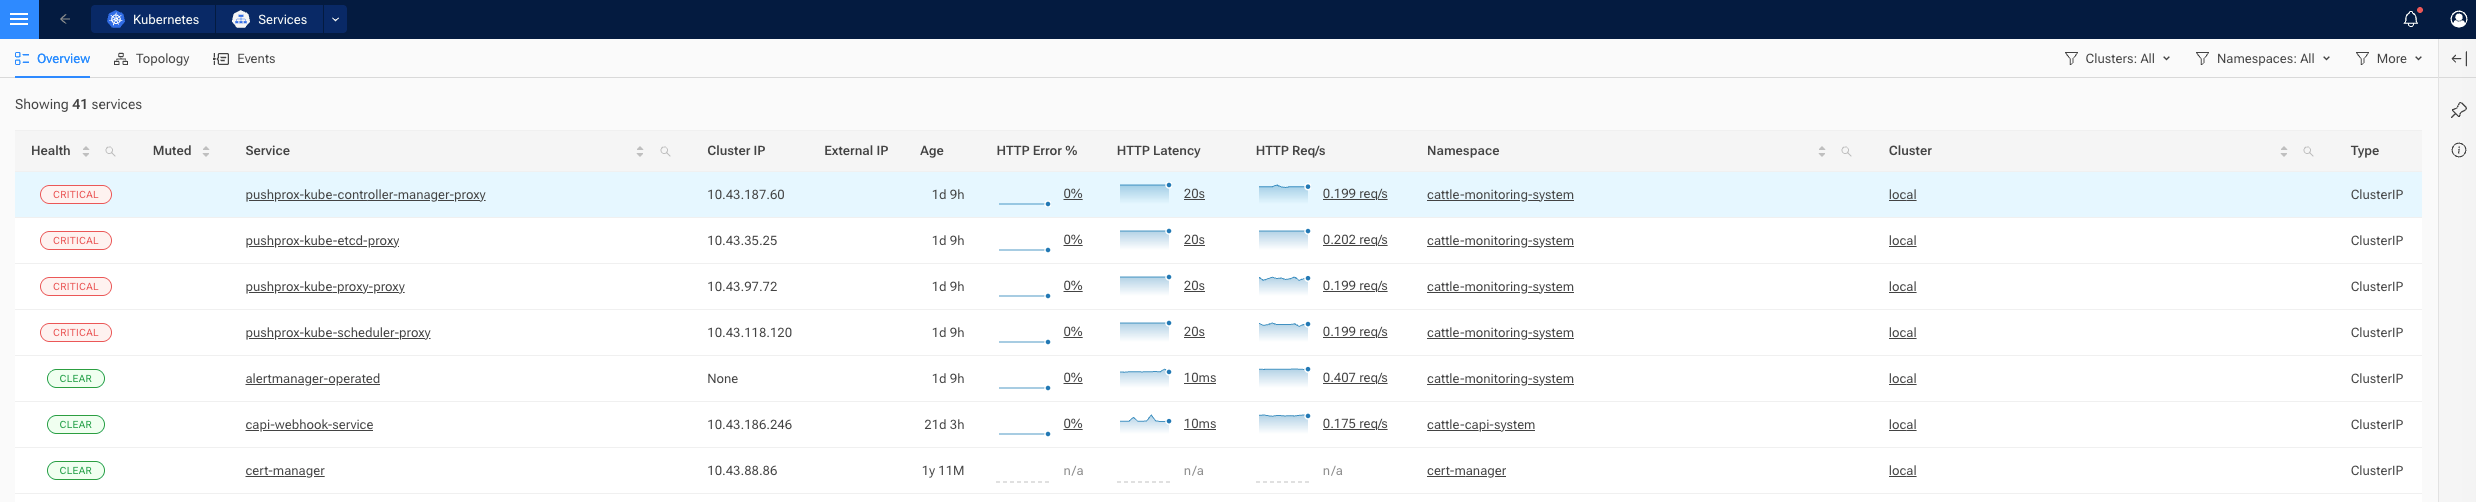 Kubernetes Services
Overview Topology Events Clusters: All Namespaces: All More
Showing 41 services
Health Muted Service Cluster IP External IP Age HTTP Error % HTTP Latency HTTP Req/s Namespace Cluster Type
CRITICAL pushprox-kube-controller-manager-proxy 10.43.187.60 1d 9h 0% 20s 0.199 req/s cattle-monitoring-system local ClusterIP
CRITICAL pushprox-kube-etcd-proxy 10.43.35.25 1d 9h 0% 20s 0.202 req/s cattle-monitoring-system local ClusterIP
CRITICAL pushprox-kube-proxy-proxy 10.43.97.72 1d 9h 0% 20s 0.199 req/s cattle-monitoring-system local ClusterIP
CRITICAL pushprox-kube-scheduler-proxy 10.43.118.120 1d 9h 0% 20s 0.199 req/s cattle-monitoring-system local ClusterIP
CLEAR alertmanager-operated None 1d 9h 0% 10ms 0.407 req/s cattle-monitoring-system local ClusterIP
CLEAR capi-webhook-service 10.43.186.246 21d 3h 0% 10ms 0.175 req/s cattle-capi-system local ClusterIP
CLEAR cert-manager 10.43.88.86 1y 11M n/a n/a n/a cert-manager local ClusterIP